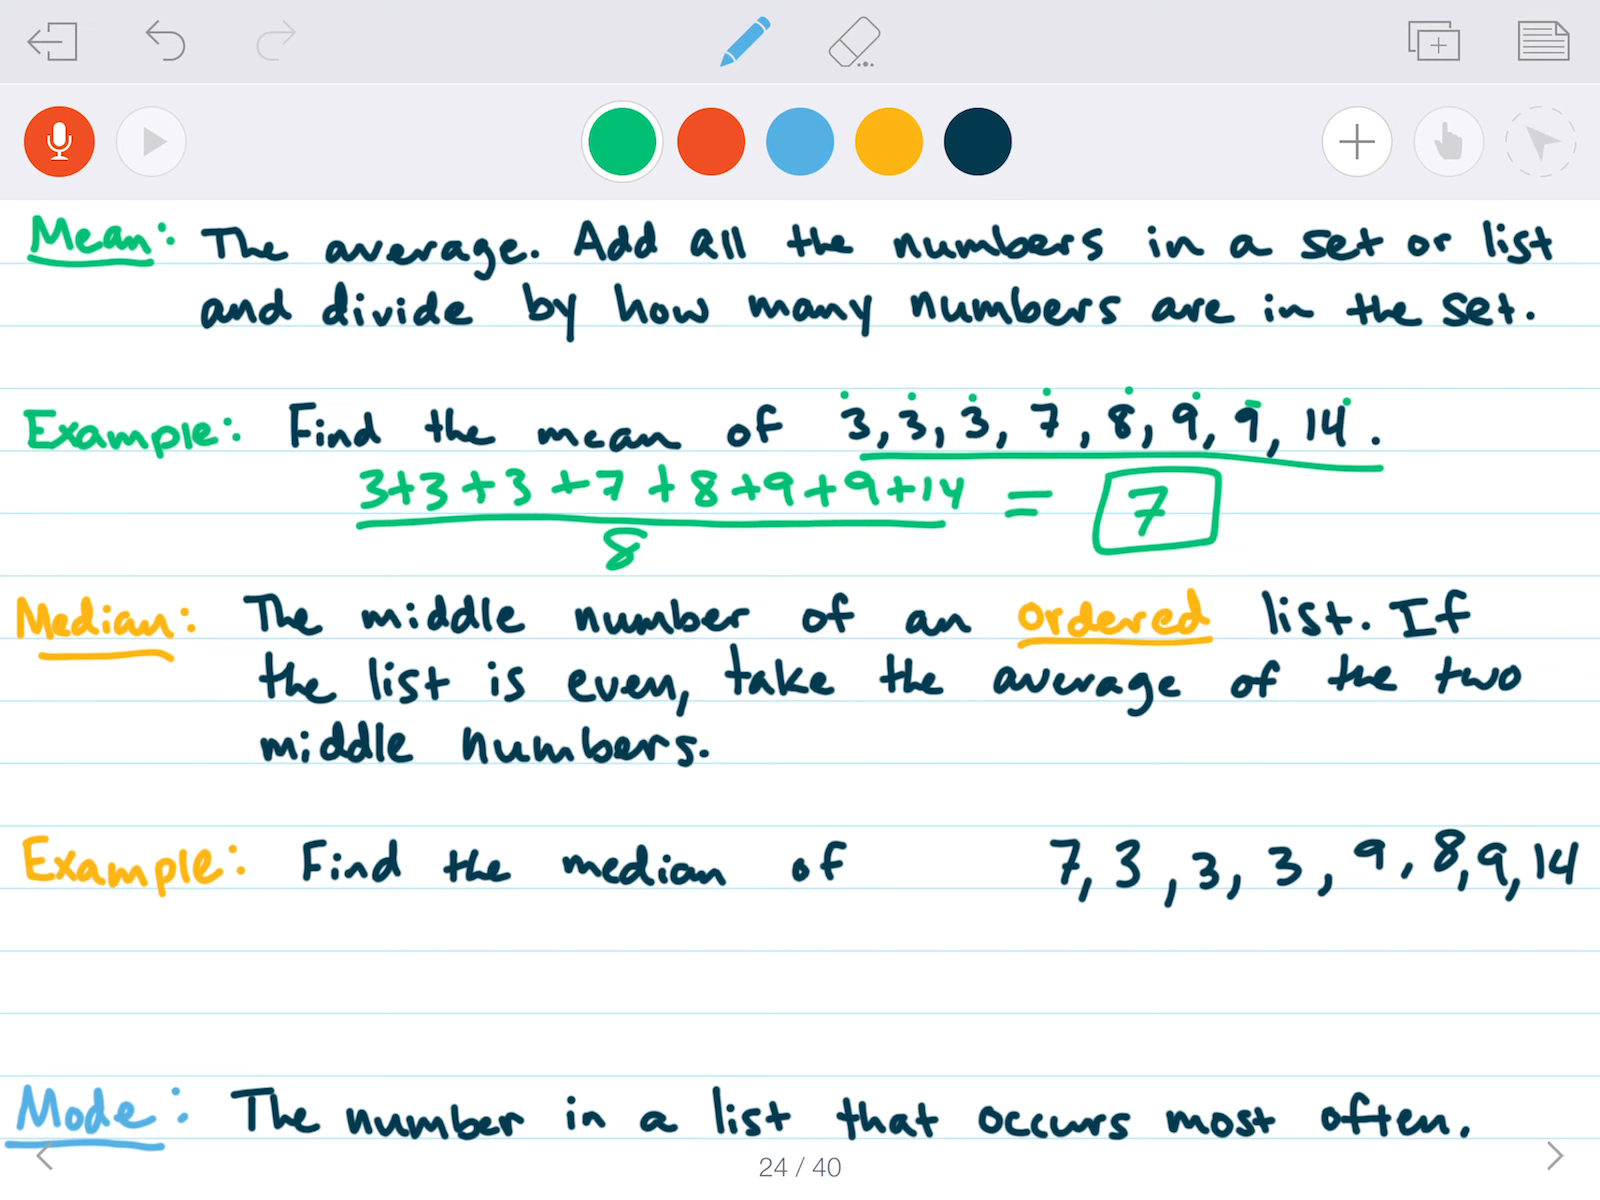 Mean: The average. Add all the numbers in a set or list
and divide by how many numbers are in the set.
Example: Find the mean of 3, 3, 3, 7, 8, 9, 9, 14.
3+3+3+7+8+9+9+14 = 7
8
Median: The middle number of an ordered list. If
the list is even, take the average of the two
middle numbers.
Example: Find the median of 7, 3, 3, 3, 9, 8, 9, 14
Mode: The number in a list that occurs most often.
24 / 40